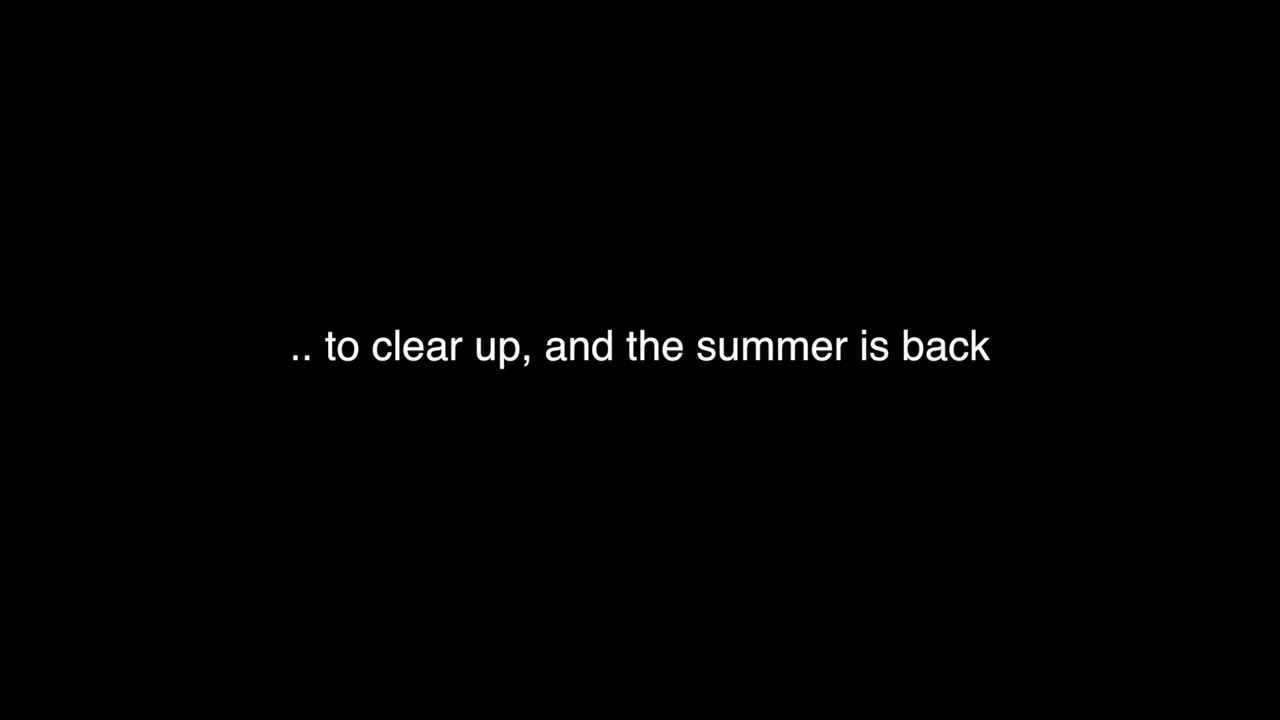 .. to clear up, and the summer is back